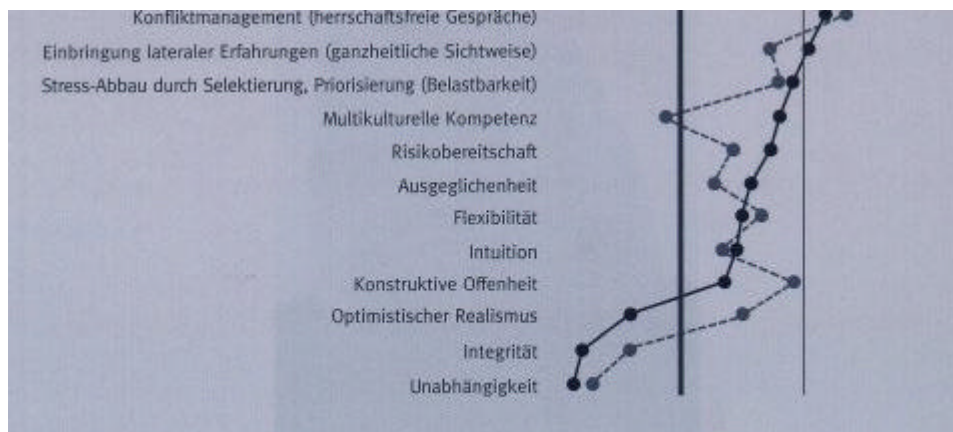 Konfliktmanagement (herrschaftsfreie Gespräche)
Einbringung lateraler Erfahrungen (ganzheitliche Sichtweise)
Stress-Abbau durch Selektierung, Priorisierung (Belastbarkeit)
Multikulturelle Kompetenz
Risikobereitschaft
Ausgeglichenheit
Flexibilität
Intuition
Konstruktive Offenheit
Optimistischer Realismus
Integrität
Unabhängigkeit